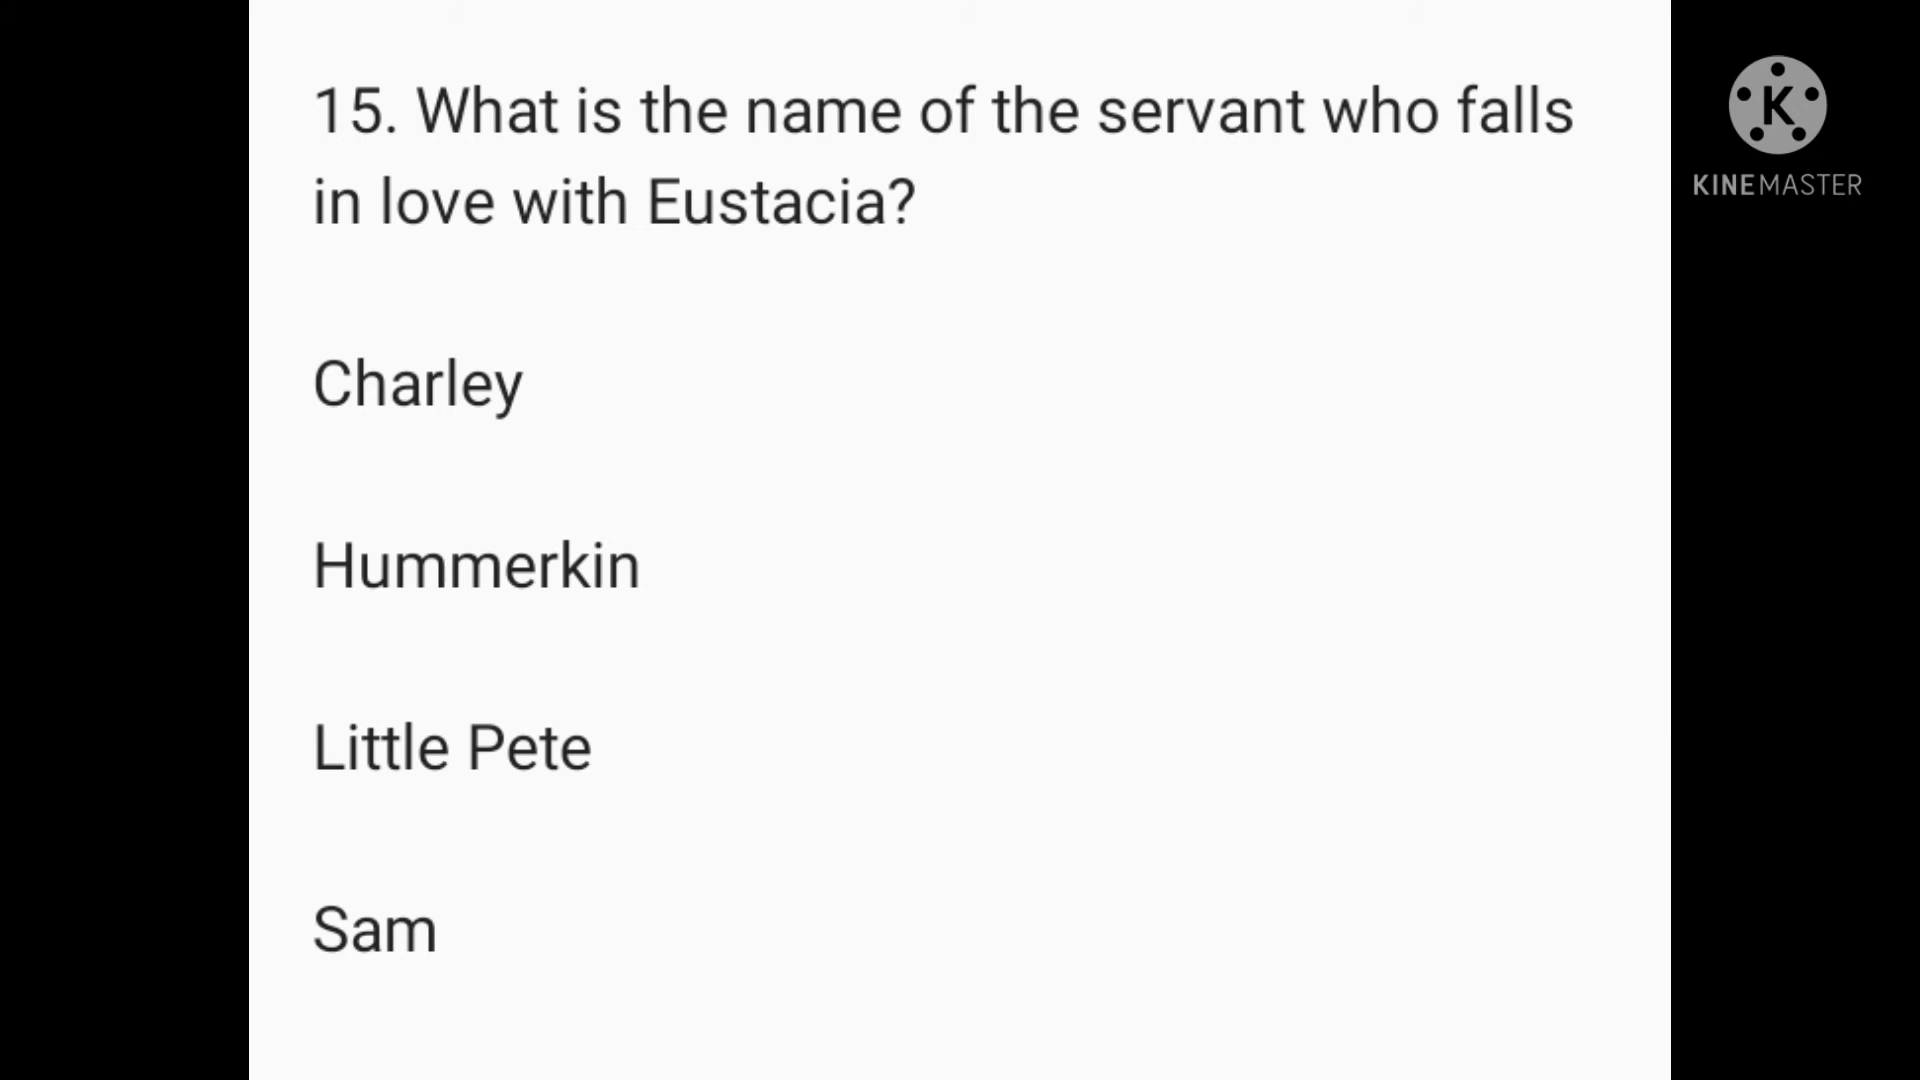 15. What is the name of the servant who falls
in love with Eustacia?
Charley
Hummerkin
Little Pete
Sam
K
KINEMASTER